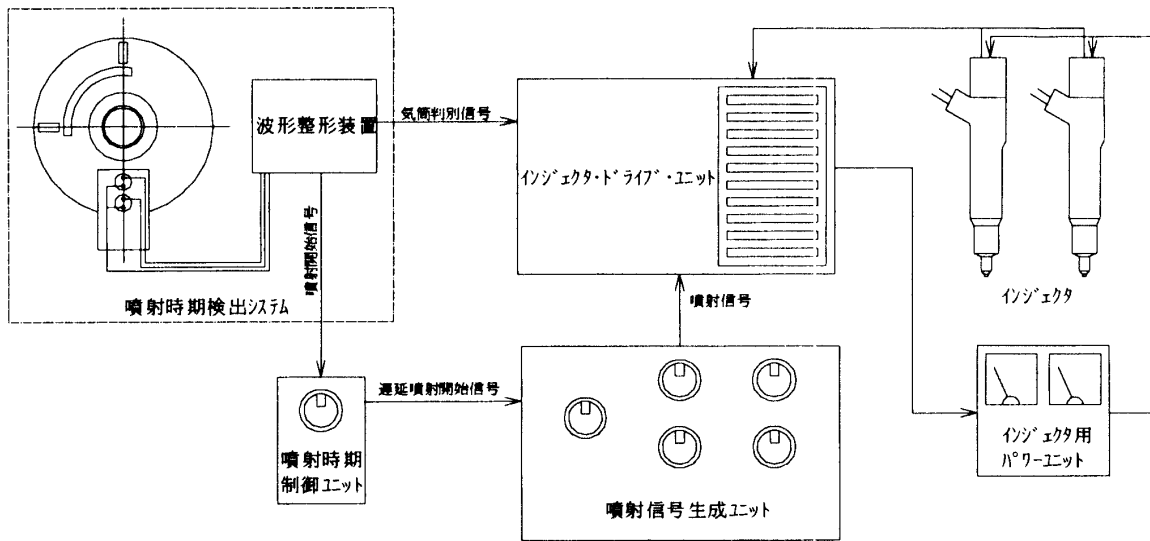 波形整形装置
気筒判別信号
インジェクタ・ドライブ・ユニット
噴射開始信号
噴射時期検出システム
噴射信号
インジェクタ
遅延噴射開始信号
噴射時期
制御ユニット
噴射信号生成ユニット
インジェクタ用
パワーユニット